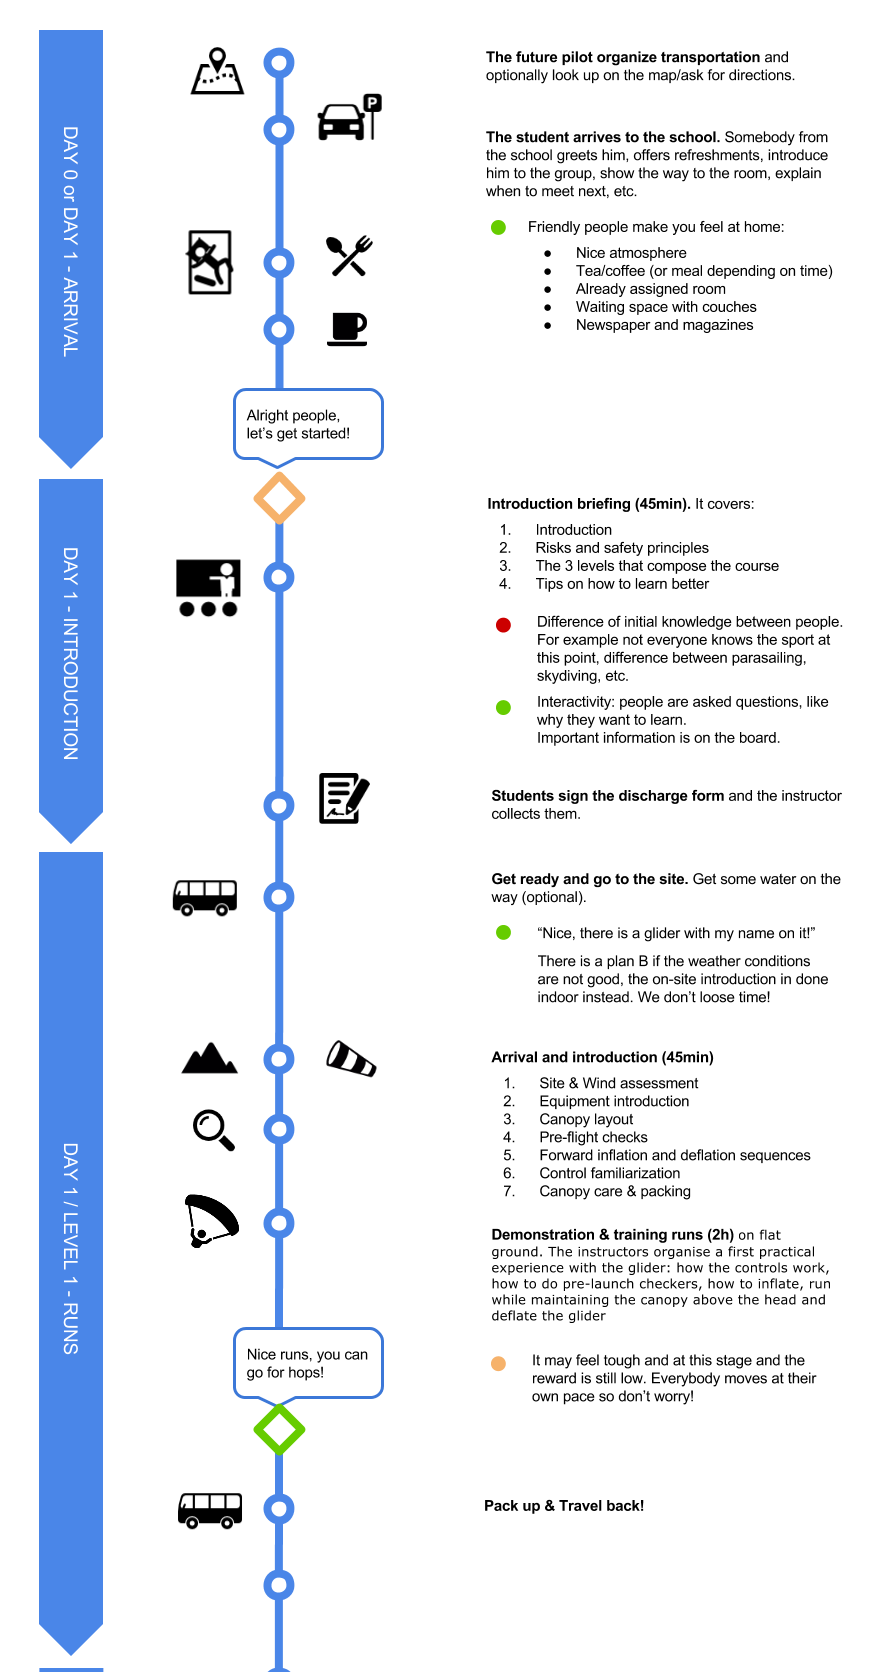 DAY 0 or DAY 1 - ARRIVAL
The future pilot organize transportation and
optionally look up on the map/ask for directions.
P
The student arrives to the school. Somebody from
the school greets him, offers refreshments, introduce
him to the group, show the way to the room, explain
when to meet next, etc.
Friendly people make you feel at home:
● Nice atmosphere
● Tea/coffee (or meal depending on time)
● Already assigned room
● Waiting space with couches
● Newspaper and magazines
Alright people,
let's get started!
DAY 1 - INTRODUCTION
Introduction briefing (45min). It covers:
1. Introduction
2. Risks and safety principles
3. The 3 levels that compose the course
4. Tips on how to learn better
Difference of initial knowledge between people.
For example not everyone knows the sport at
this point, difference between parasailing,
skydiving, etc.
Interactivity: people are asked questions, like
why they want to learn.
Important information is on the board.
Students sign the discharge form and the instructor
collects them.
DAY 1 / LEVEL 1 - RUNS
Get ready and go to the site. Get some water on the
way (optional).
“Nice, there is a glider with my name on it!”
There is a plan B if the weather conditions
are not good, the on-site introduction in done
indoor instead. We don't loose time!
Arrival and introduction (45min)
1. Site & Wind assessment
2. Equipment introduction
3. Canopy layout
4. Pre-flight checks
5. Forward inflation and deflation sequences
6. Control familiarization
7. Canopy care & packing
Demonstration & training runs (2h) on flat
ground. The instructors organise a first practical
experience with the glider: how the controls work,
how to do pre-launch checkers, how to inflate, run
while maintaining the canopy above the head and
deflate the glider
Nice runs, you can
go for hops!
It may feel tough and at this stage and the
reward is still low. Everybody moves at their
own pace so don't worry!
Pack up & Travel back!